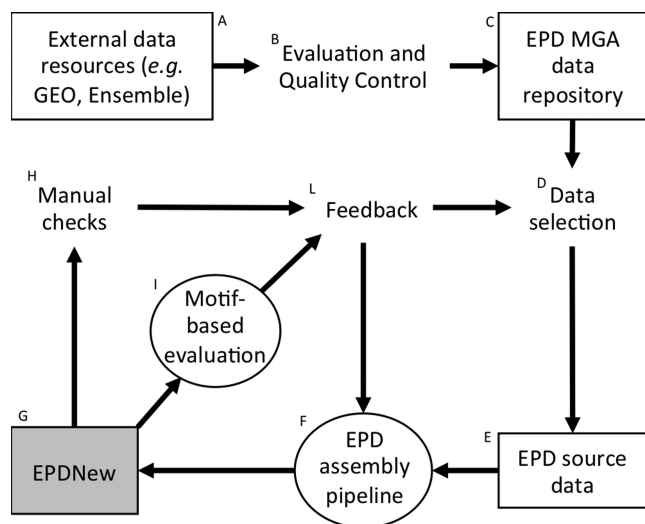 A
External data
resources (e.g.
GEO, Ensemble)
B
Evaluation and
Quality Control
C
EPD MGA
data
repository
H
Manual
checks
L
Feedback
D
Data
selection
I
Motif-
based
evaluation
G
EPDNew
F
EPD
assembly
pipeline
E
EPD source
data